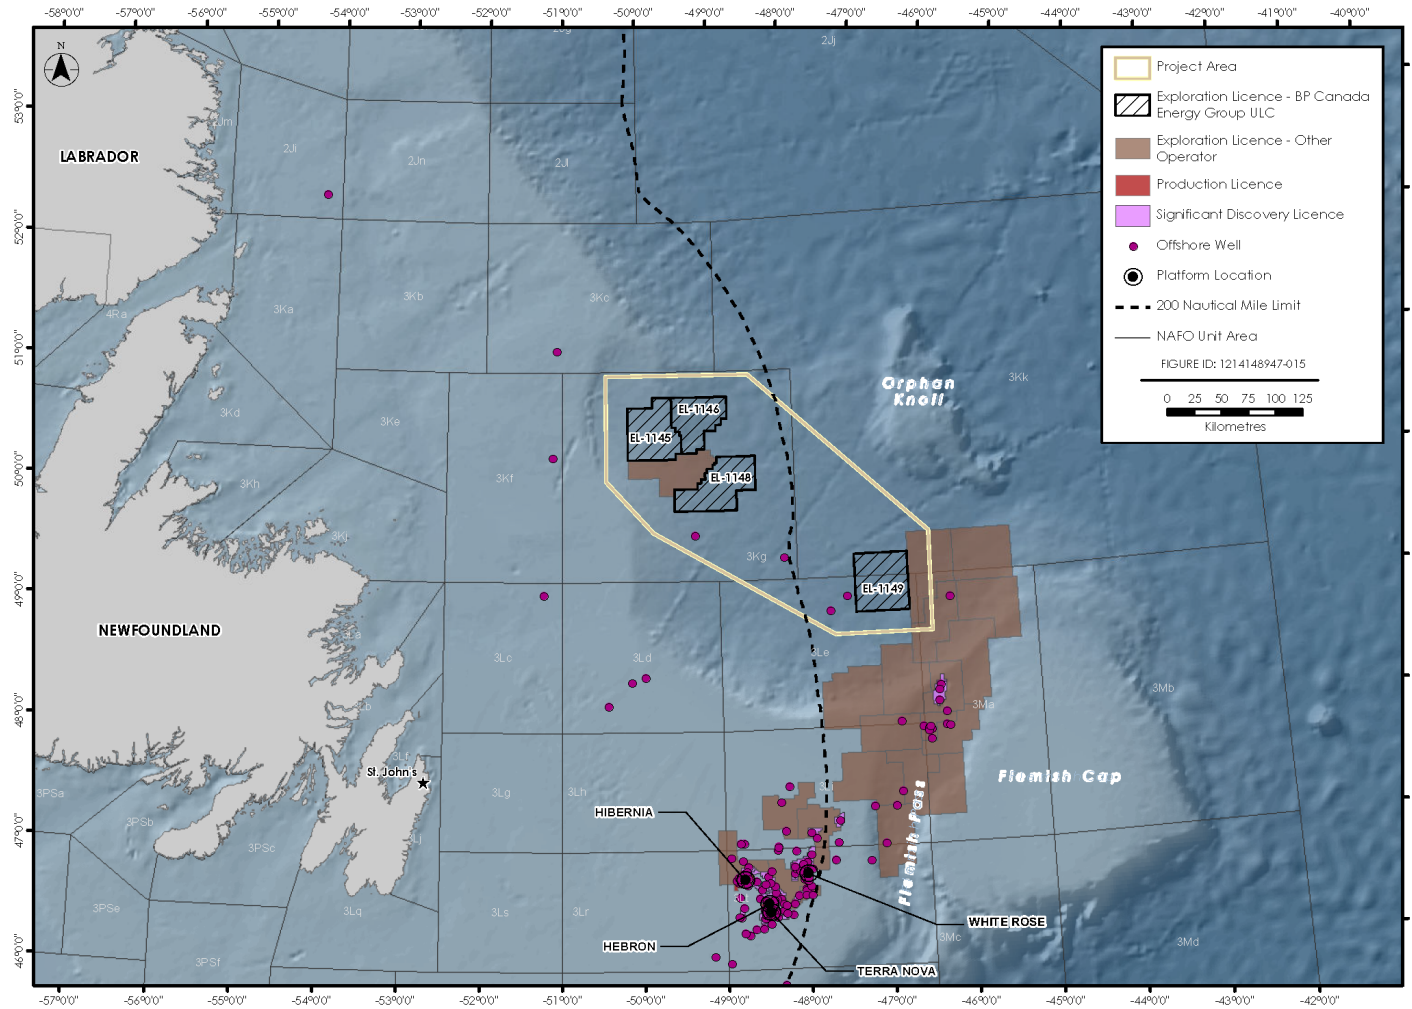 -58°0'0" -57°0'0" -56°0'0" -55°0'0" -54°0'0" -53°0'0" -52°0'0" -51°0'0" -50°0'0" -49°0'0" -48°0'0" -47°0'0" -46°0'0" -45°0'0" -44°0'0" -43°0'0" -42°0'0" -41°0'0" -40°0'0"
N
2Jj
Project Area
Exploration Licence - BP Canada
Energy Group ULC
Exploration Licence - Other
Operator
Production Licence
Significant Discovery Licence
Offshore Well
Platform Location
200 Nautical Mile Limit
NAFO Unit Area
FIGURE ID: 1214148947-015
0 25 50 75 100 125
Kilometres
53°0'0"
52°0'0"
51°0'0"
50°0'0"
49°0'0"
48°0'0"
47°0'0"
46°0'0"
2Jm
2Ji
2Jn
2Jl
LABRADOR
3Ka
3Kb
3Kc
4Ra
Orphan
Knoll
3Kk
3Kd
3Ke
EL-1146
EL-1145
3Kh
3Kf
EL-1148
3Ki
3Kg
EL-1149
NEWFOUNDLAND
3La
3Lc
3Ld
3Le
3Mb
3Lb
3Ma
3Lf
St. John's
Flemish Cap
3PSa
3Lg
3Lh
HIBERNIA
3PSb
3PSc
3Lj
Flemish Pass
3PSe
3Lq
3Ls
3Lr
WHITE ROSE
HEBRON
3Mc
3Md
3PSf
TERRA NOVA
-57°0'0" -56°0'0" -55°0'0" -54°0'0" -53°0'0" -52°0'0" -51°0'0" -50°0'0" -49°0'0" -48°0'0" -47°0'0" -46°0'0" -45°0'0" -44°0'0" -43°0'0" -42°0'0"